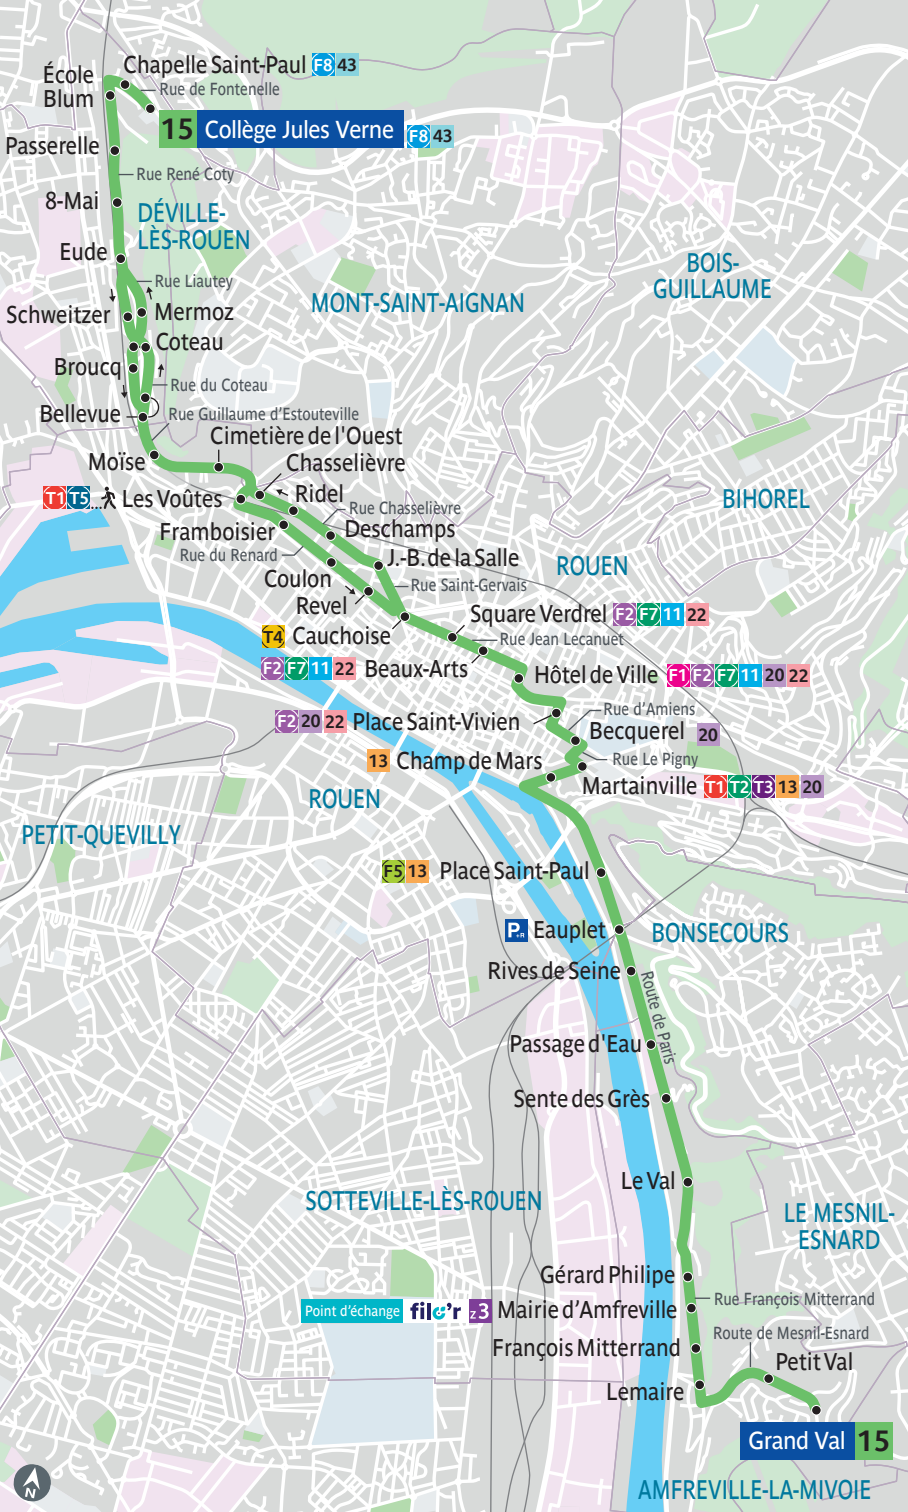 Chapelle Saint-Paul F8 43
École
Blum
Rue de Fontenelle
15 Collège Jules Verne F8 43
Passerelle
Rue René Coty
8-Mai
DÉVILLE-
LÈS-ROUEN
Eude
BOIS-
GUILLAUME
Rue Liautey
MONT-SAINT-AIGNAN
Schweitzer
Mermoz
Coteau
Broucq
Rue du Coteau
Bellevue
Rue Guillaume d'Estouteville
Cimetière de l'Ouest
Moïse
Chasselièvre
T1 T5 ... Les Voûtes
Ridel
BIHOREL
Rue Chasselièvre
Framboisier
Deschamps
Rue du Renard
J.-B. de la Salle
ROUEN
Coulon
Rue Saint-Gervais
Revel
Square Verdrel F2 F7 11 22
T4 Cauchoise
Rue Jean Lecanuet
F2 F7 11 22 Beaux-Arts
Hôtel de Ville F1 F2 F7 11 20 22
Rue d'Amiens
F2 20 22 Place Saint-Vivien
Becquerel 20
13 Champ de Mars
Rue Le Pigny
Martainville T1 T2 T3 13 20
ROUEN
PETIT-QUEVILLY
F5 13 Place Saint-Paul
P+R Eauplet
BONSECOURS
Rives de Seine
Route de Paris
Passage d'Eau
Sente des Grès
Le Val
SOTTEVILLE-LÈS-ROUEN
LE MESNIL-
ESNARD
Gérard Philipe
Rue François Mitterrand
Point d'échange filo'r z3 Mairie d'Amfreville
Route de Mesnil-Esnard
François Mitterrand
Petit Val
Lemaire
Grand Val 15
N
AMFREVILLE-LA-MIVOIE